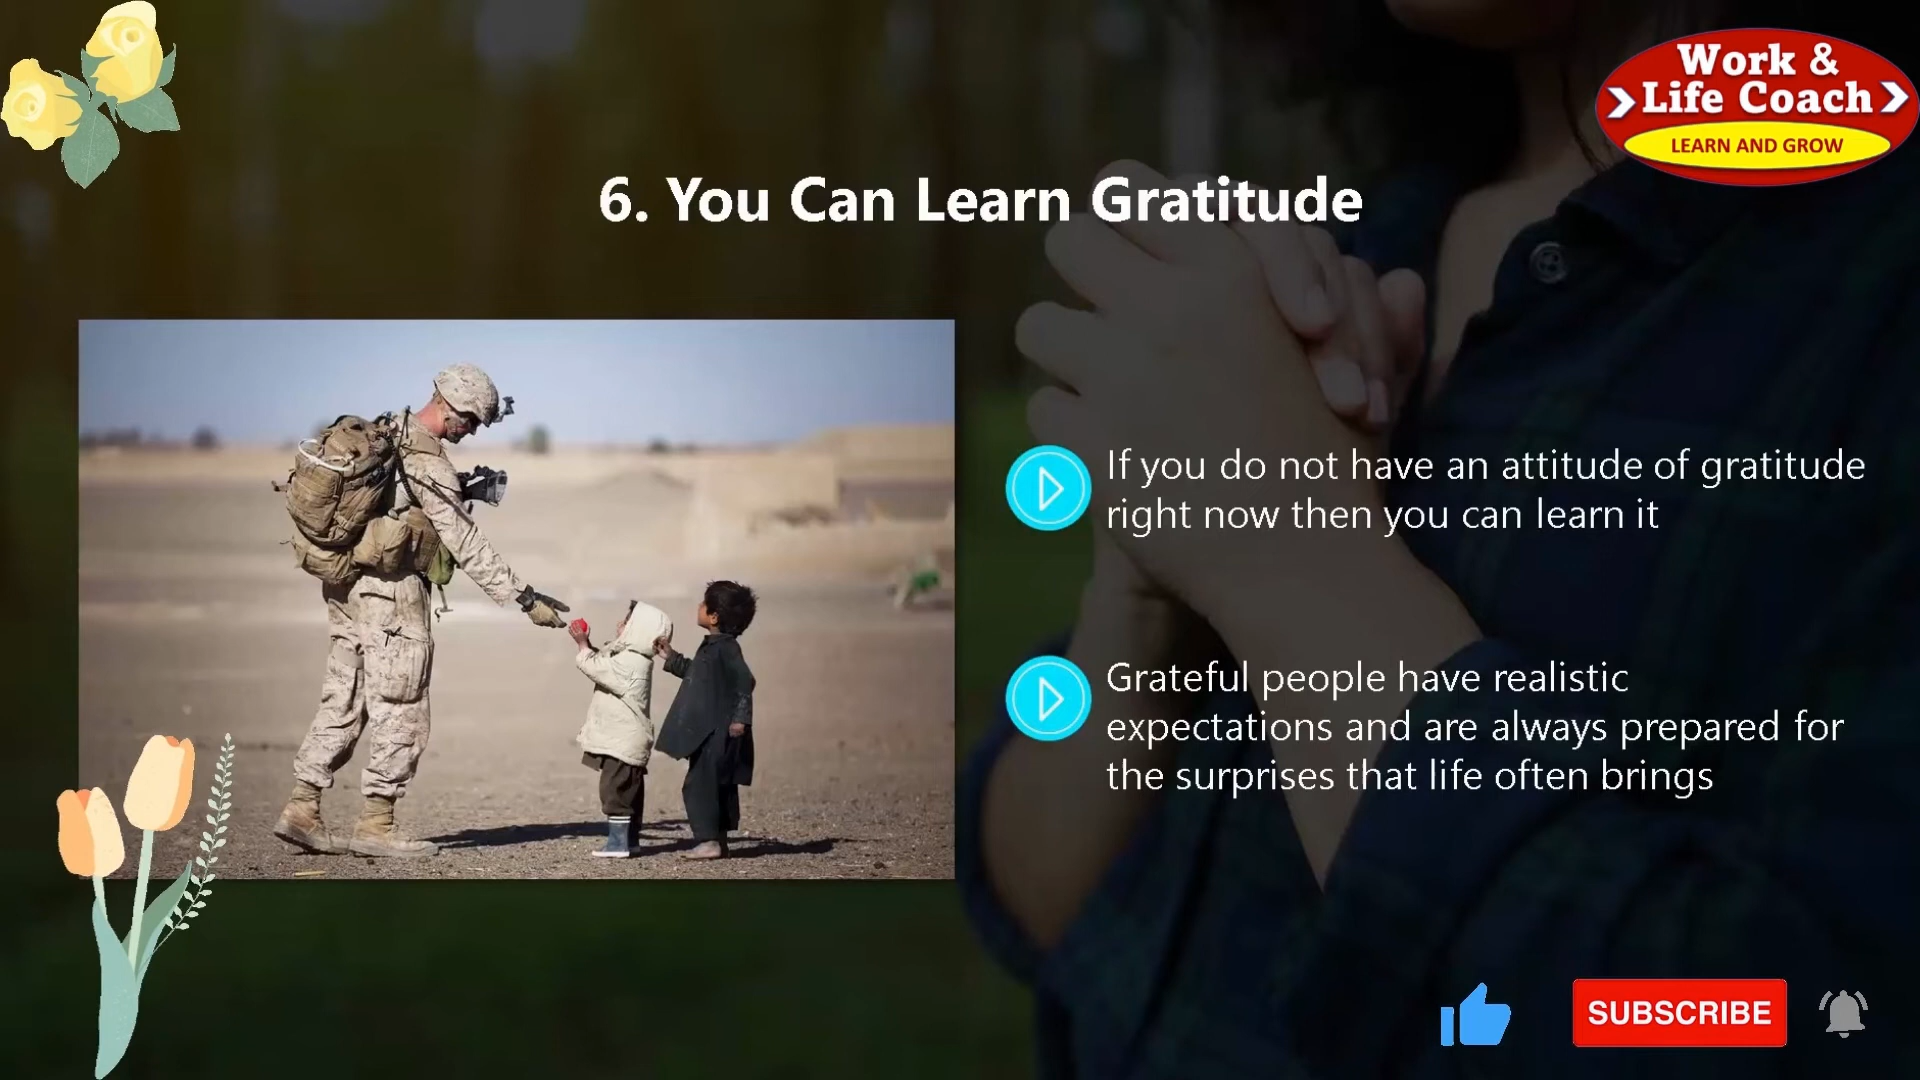 Work &
Life Coach
LEARN AND GROW
6. You Can Learn Gratitude
If you do not have an attitude of gratitude
right now then you can learn it
Grateful people have realistic
expectations and are always prepared for
the surprises that life often brings
SUBSCRIBE